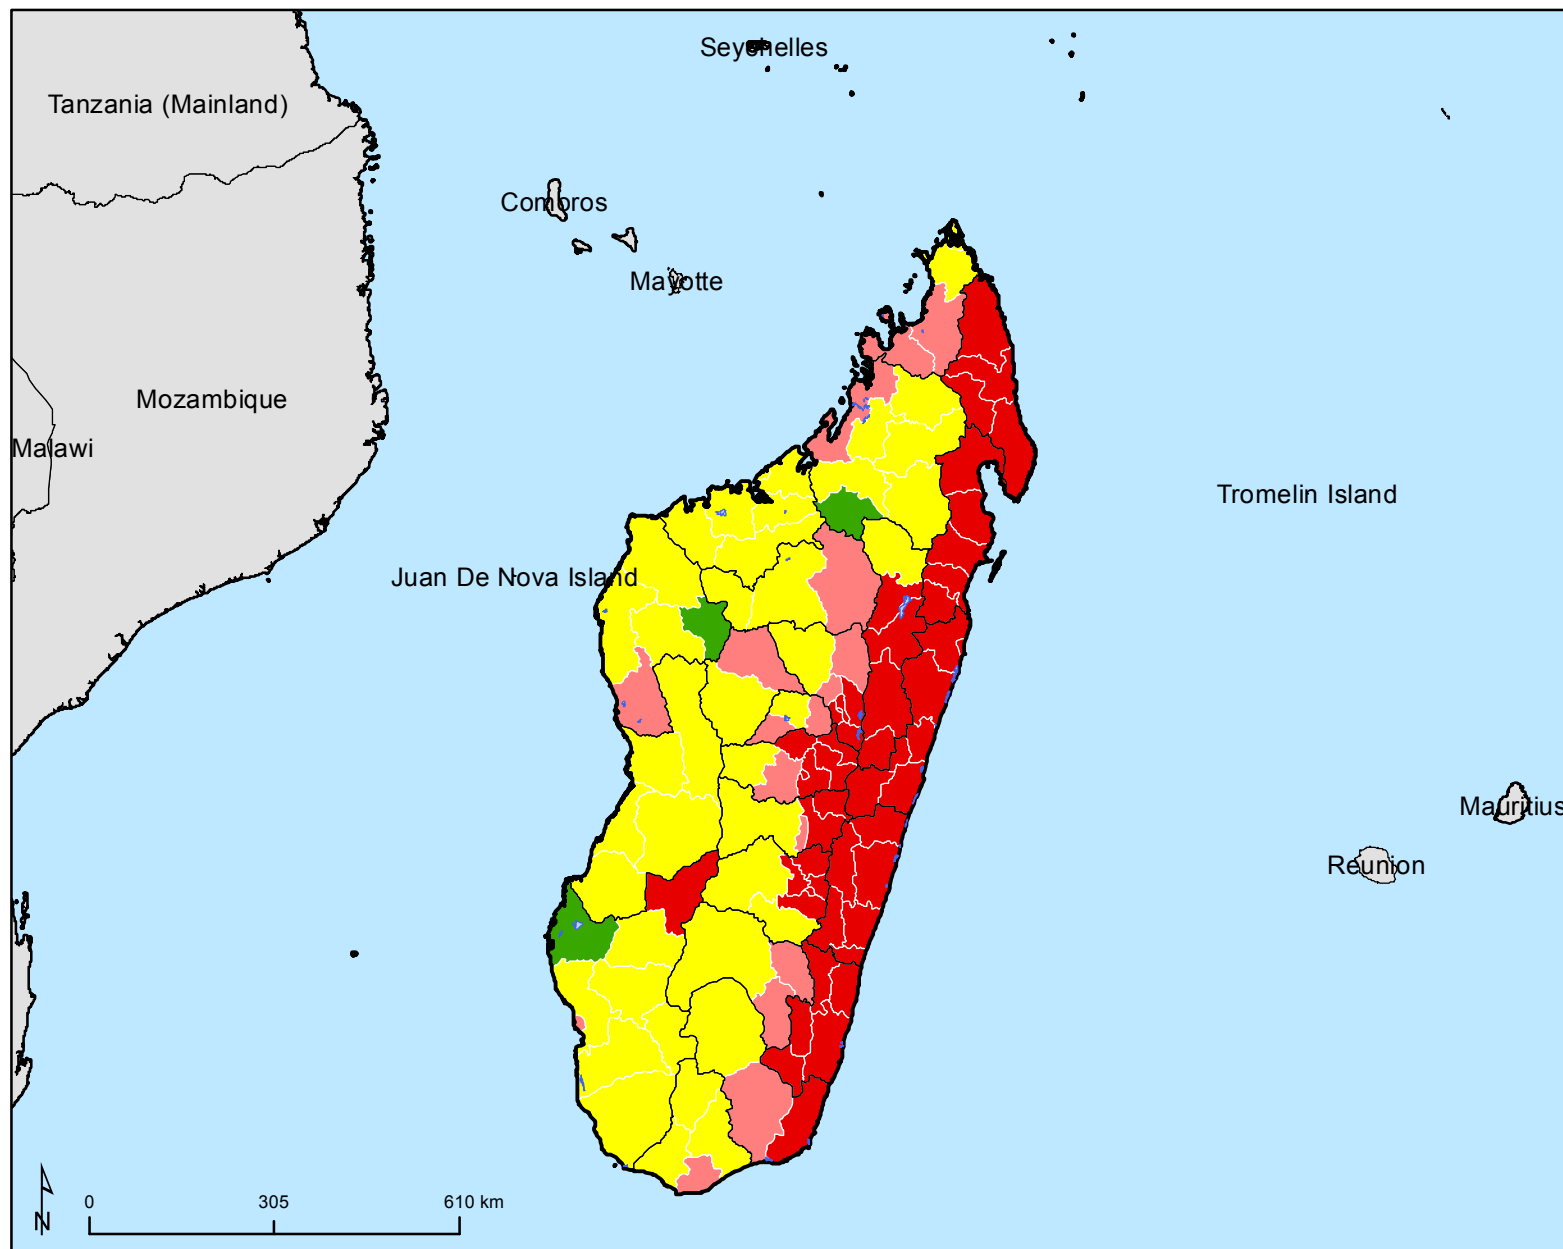 Seychelles
Tanzania (Mainland)
Comoros
Mayotte
Mozambique
Malawi
Tromelin Island
Juan De Nova Island
Mauritius
Reunion
0 305 610 km
N